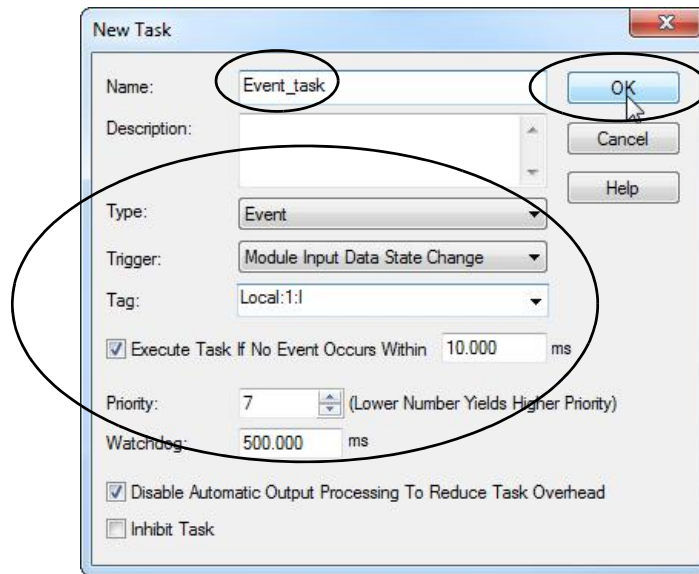 New Task
Name: Event_task OK
Description: Cancel
Help
Type: Event
Trigger: Module Input Data State Change
Tag: Local:1:I
Execute Task If No Event Occurs Within 10.000 ms
Priority: 7 (Lower Number Yields Higher Priority)
Watchdog: 500.000 ms
Disable Automatic Output Processing To Reduce Task Overhead
Inhibit Task